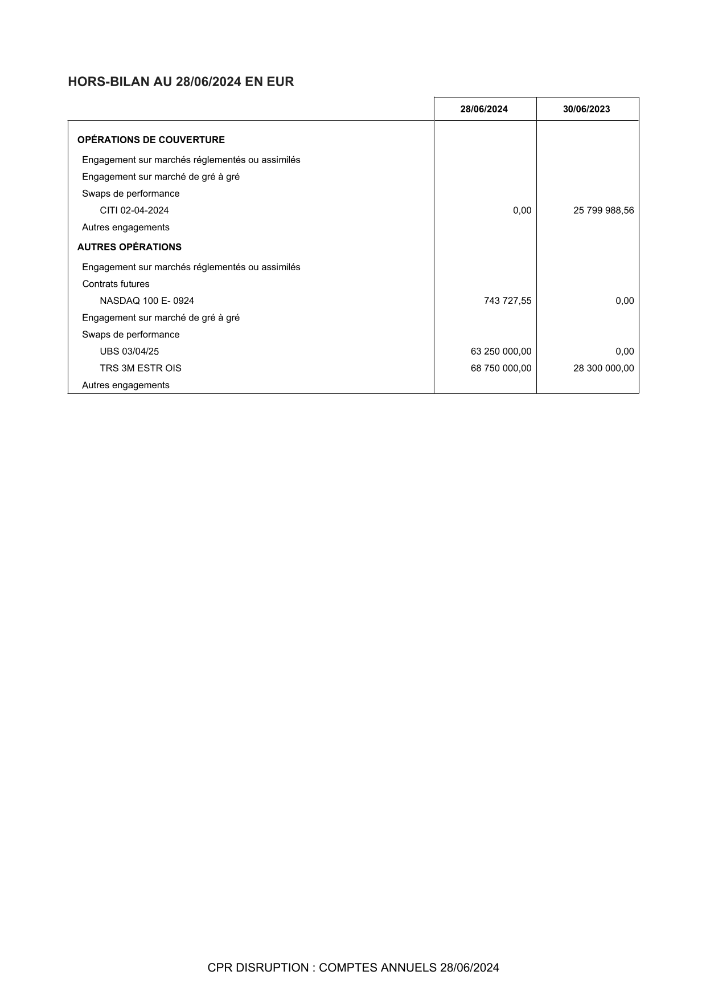 HORS-BILAN AU 28/06/2024 EN EUR
28/06/2024 30/06/2023
OPÉRATIONS DE COUVERTURE
Engagement sur marchés réglementés ou assimilés
Engagement sur marché de gré à gré
Swaps de performance
CITI 02-04-2024 0,00 25 799 988,56
Autres engagements
AUTRES OPÉRATIONS
Engagement sur marchés réglementés ou assimilés
Contrats futures
NASDAQ 100 E- 0924 743 727,55 0,00
Engagement sur marché de gré à gré
Swaps de performance
UBS 03/04/25 63 250 000,00 0,00
TRS 3M ESTR OIS 68 750 000,00 28 300 000,00
Autres engagements
CPR DISRUPTION : COMPTES ANNUELS 28/06/2024